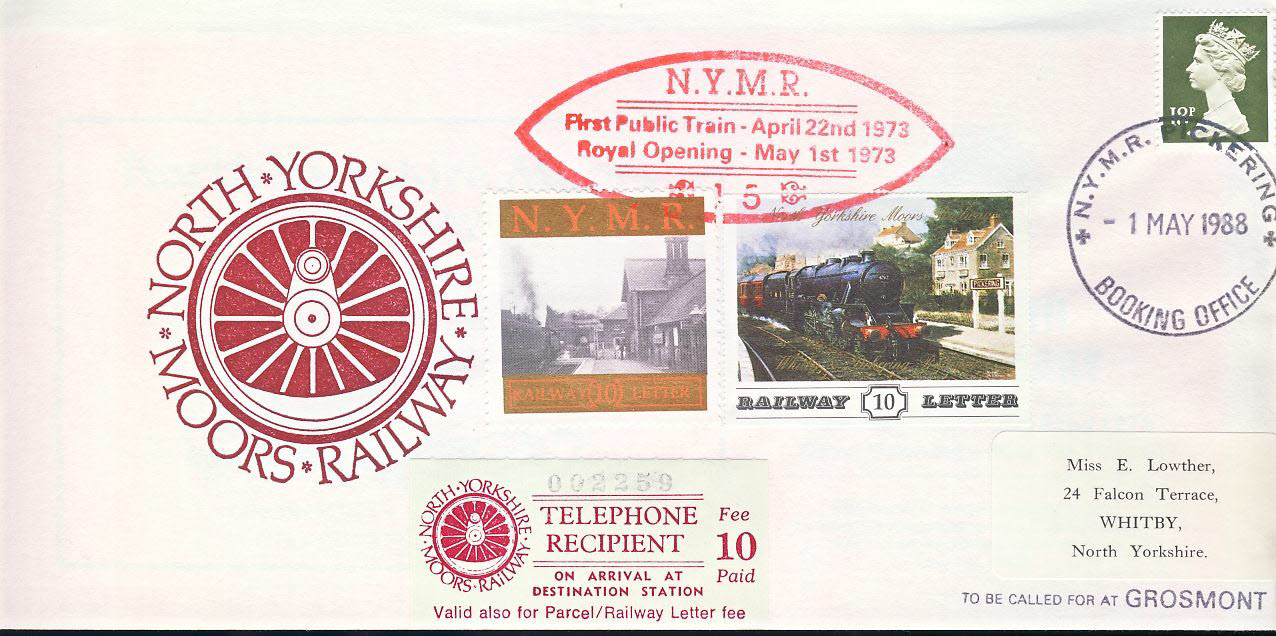 N.Y.M.R.
First Public Train - April 22nd 1973
Royal Opening - May 1st 1973
15
NORTH * YORKSHIRE * MOORS * RAILWAY *
N. Y. M. R.
RAILWAY (10) LETTER
North Yorkshire Moors
PICKERING
RAILWAY 10 LETTER
10P
N.Y.M.R. PICKERING
- 1 MAY 1988
BOOKING OFFICE
002259
NORTH · YORKSHIRE · MOORS · RAILWAY ·
TELEPHONE
RECIPIENT
ON ARRIVAL AT
DESTINATION STATION
Fee
10
Paid
Valid also for Parcel/Railway Letter fee
Miss E. Lowther,
24 Falcon Terrace,
WHITBY,
North Yorkshire.
TO BE CALLED FOR AT GROSMONT